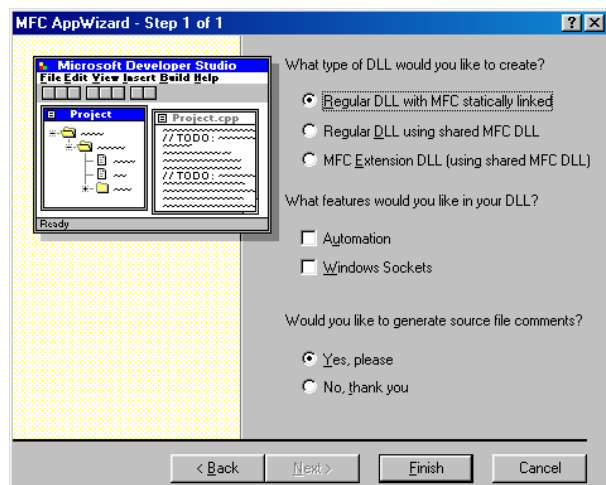 MFC AppWizard - Step 1 of 1
Microsoft Developer Studio
File Edit View Insert Build Help
Project
Project.cpp
//TODO:
//TODO:
Ready
What type of DLL would you like to create?
Regular DLL with MFC statically linked
Regular DLL using shared MFC DLL
MFC Extension DLL (using shared MFC DLL)
What features would you like in your DLL?
Automation
Windows Sockets
Would you like to generate source file comments?
Yes, please
No, thank you
< Back
Next >
Finish
Cancel